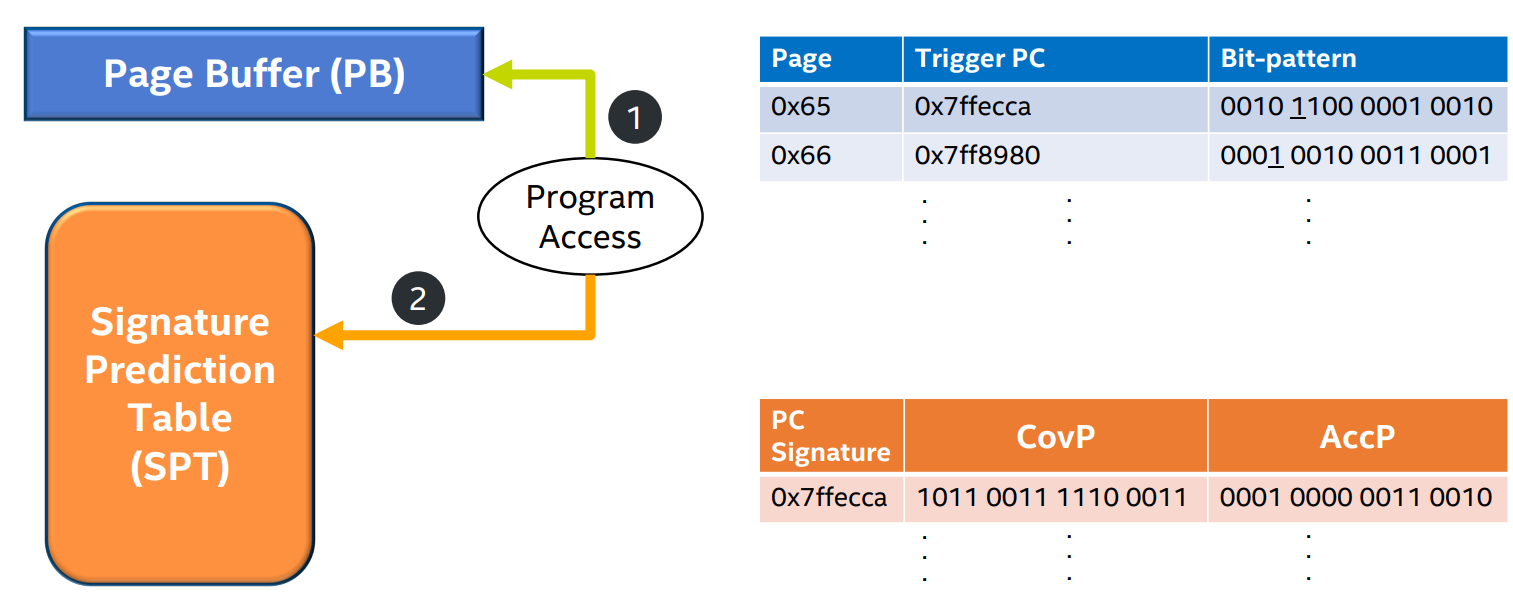 Page Buffer (PB)
1
Program
Access
2
Signature
Prediction
Table
(SPT)
Page Trigger PC Bit-pattern
0x65 0x7ffecca 0010 1100 0001 0010
0x66 0x7ff8980 0001 0010 0011 0001
PC
Signature CovP AccP
0x7ffecca 1011 0011 1110 0011 0001 0000 0011 0010